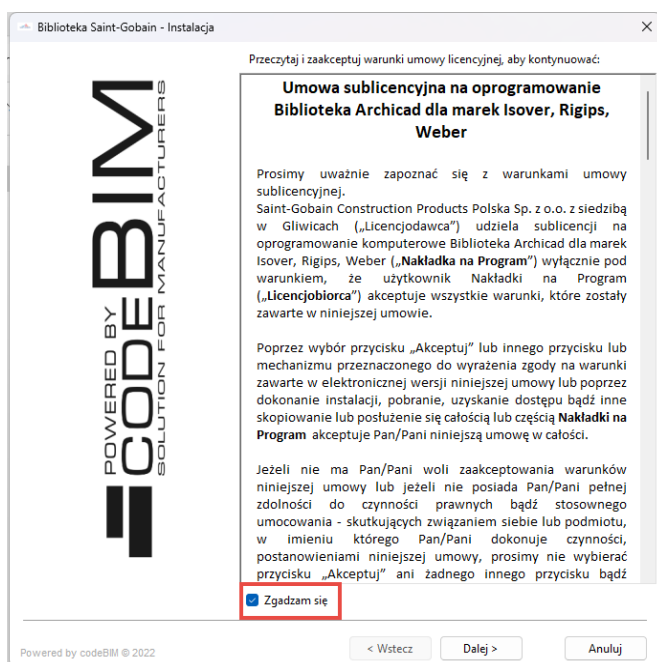 Biblioteka Saint-Gobain - Instalacja
Przeczytaj i zaakceptuj warunki umowy licencyjnej, aby kontynuować:
POWERED BY
CODEBIM
SOLUTION FOR MANUFACTURERS
Umowa sublicencyjna na oprogramowanie
Biblioteka Archicad dla marek Isover, Rigips,
Weber
Prosimy uważnie zapoznać się z warunkami umowy
sublicencyjnej.
Saint-Gobain Construction Products Polska Sp. z o.o. z siedzibą
w Gliwicach („Licencjodawca”) udziela sublicencji na
oprogramowanie komputerowe Biblioteka Archicad dla marek
Isover, Rigips, Weber („Nakładka na Program”) wyłącznie pod
warunkiem, że użytkownik Nakładki na Program
(„Licencjobiorca”) akceptuje wszystkie warunki, które zostały
zawarte w niniejszej umowie.
Poprzez wybór przycisku „Akceptuj” lub innego przycisku lub
mechanizmu przeznaczonego do wyrażenia zgody na warunki
zawarte w elektronicznej wersji niniejszej umowy lub poprzez
dokonanie instalacji, pobranie, uzyskanie dostępu bądź inne
skopiowanie lub posłużenie się całością lub częścią Nakładki na
Program akceptuje Pan/Pani niniejszą umowę w całości.
Jeżeli nie ma Pan/Pani woli zaakceptowania warunków
niniejszej umowy lub jeżeli nie posiada Pan/Pani pełnej
zdolności do czynności prawnych bądź stosownego
umocowania - skutkujących związaniem siebie lub podmiotu,
w imieniu którego Pan/Pani dokonuje czynności,
postanowieniami niniejszej umowy, prosimy nie wybierać
przycisku „Akceptuj” ani żadnego innego przycisku bądź
Zgadzam się
Powered by codeBIM © 2022
< Wstecz
Dalej >
Anuluj